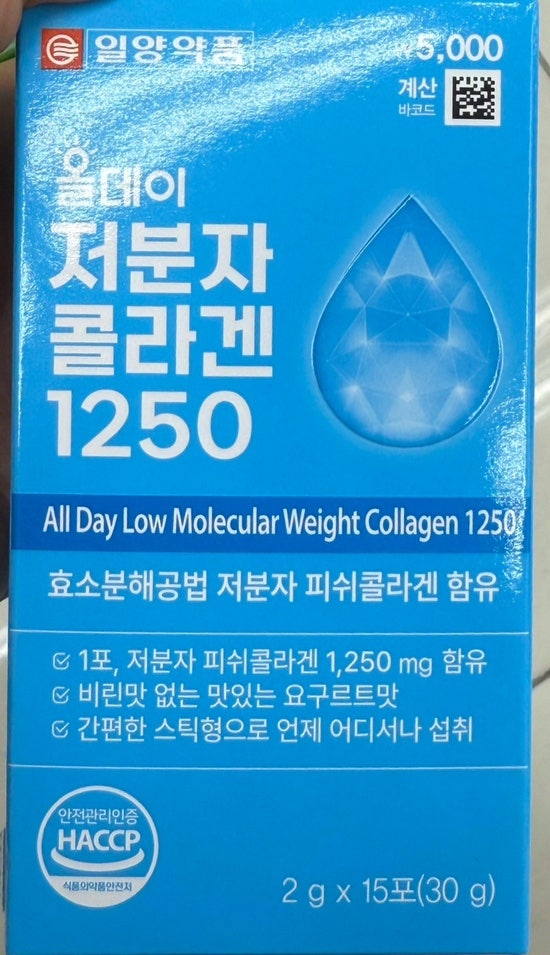 일양약품
₩5,000
계산
바코드
올데이
저분자
콜라겐
1250
All Day Low Molecular Weight Collagen 1250
효소분해공법 저분자 피쉬콜라겐 함유
1포, 저분자 피쉬콜라겐 1,250 mg 함유
비린맛 없는 맛있는 요구르트맛
간편한 스틱형으로 언제 어디서나 섭취
안전관리인증
HACCP
식품의약품안전처
2 g x 15포(30 g)